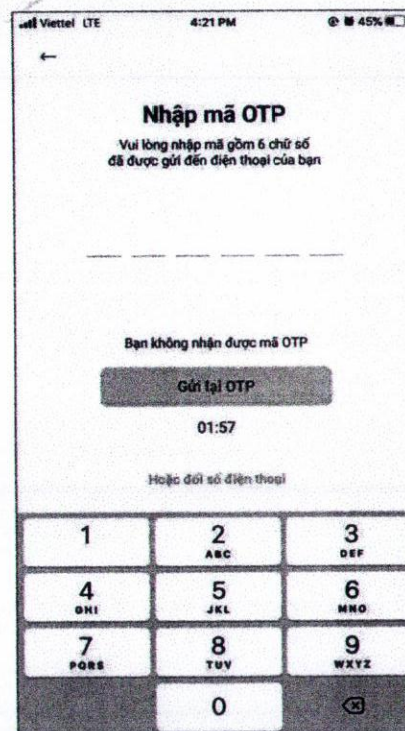 Viettel LTE 4:21 PM 45%
Nhập mã OTP
Vui lòng nhập mã gồm 6 chữ số
đã được gửi đến điện thoại của bạn
Bạn không nhận được mã OTP
Gửi lại OTP
01:57
Hoặc đổi số điện thoại
1 2 3
ABC DEF
4 5 6
GHI JKL MNO
7 8 9
PQRS TUV WXYZ
0